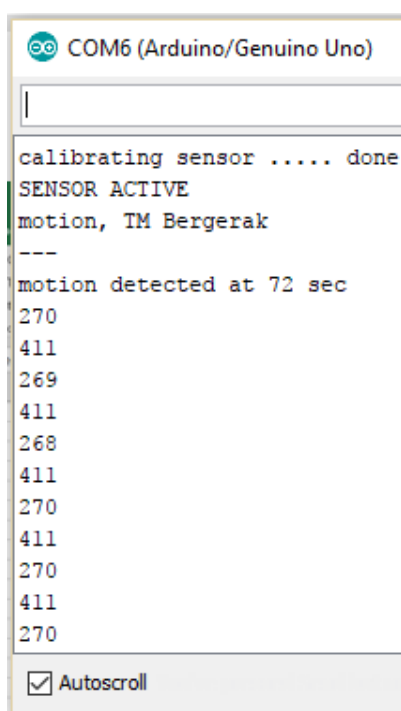 COM6 (Arduino/Genuino Uno)
calibrating sensor ..... done
SENSOR ACTIVE
motion, TM Bergerak
---
motion detected at 72 sec
270
411
269
411
268
411
270
411
270
411
270
Autoscroll